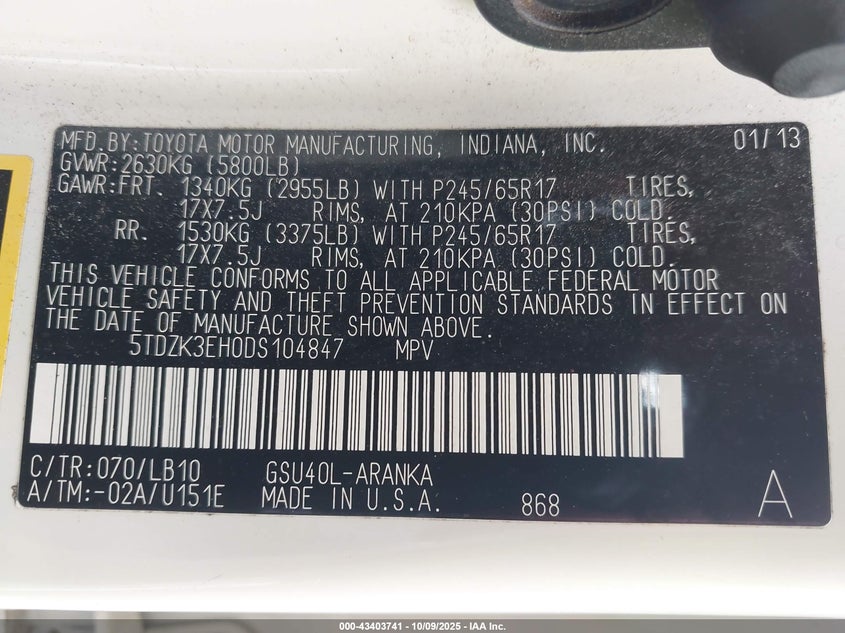 MFD.BY:TOYOTA MOTOR MANUFACTURING, INDIANA, INC. 01/13
GVWR:2630KG (5800LB)
GAWR:FRT. 1340KG (2955LB) WITH P245/65R17 TIRES,
17X7.5J RIMS, AT 210KPA (30PSI) COLD.
RR. 1530KG (3375LB) WITH P245/65R17 TIRES,
17X7.5J RIMS, AT 210KPA (30PSI) COLD.
THIS VEHICLE CONFORMS TO ALL APPLICABLE FEDERAL MOTOR
VEHICLE SAFETY AND THEFT PREVENTION STANDARDS IN EFFECT ON
THE DATE OF MANUFACTURE SHOWN ABOVE.
5TDZK3EH0DS104847 MPV
C/TR:070/LB10 GSU40L-ARANKA
A/TM:-02A/U151E MADE IN U.S.A. 868 A
000-43403741 - 10/09/2025 - IAA Inc.